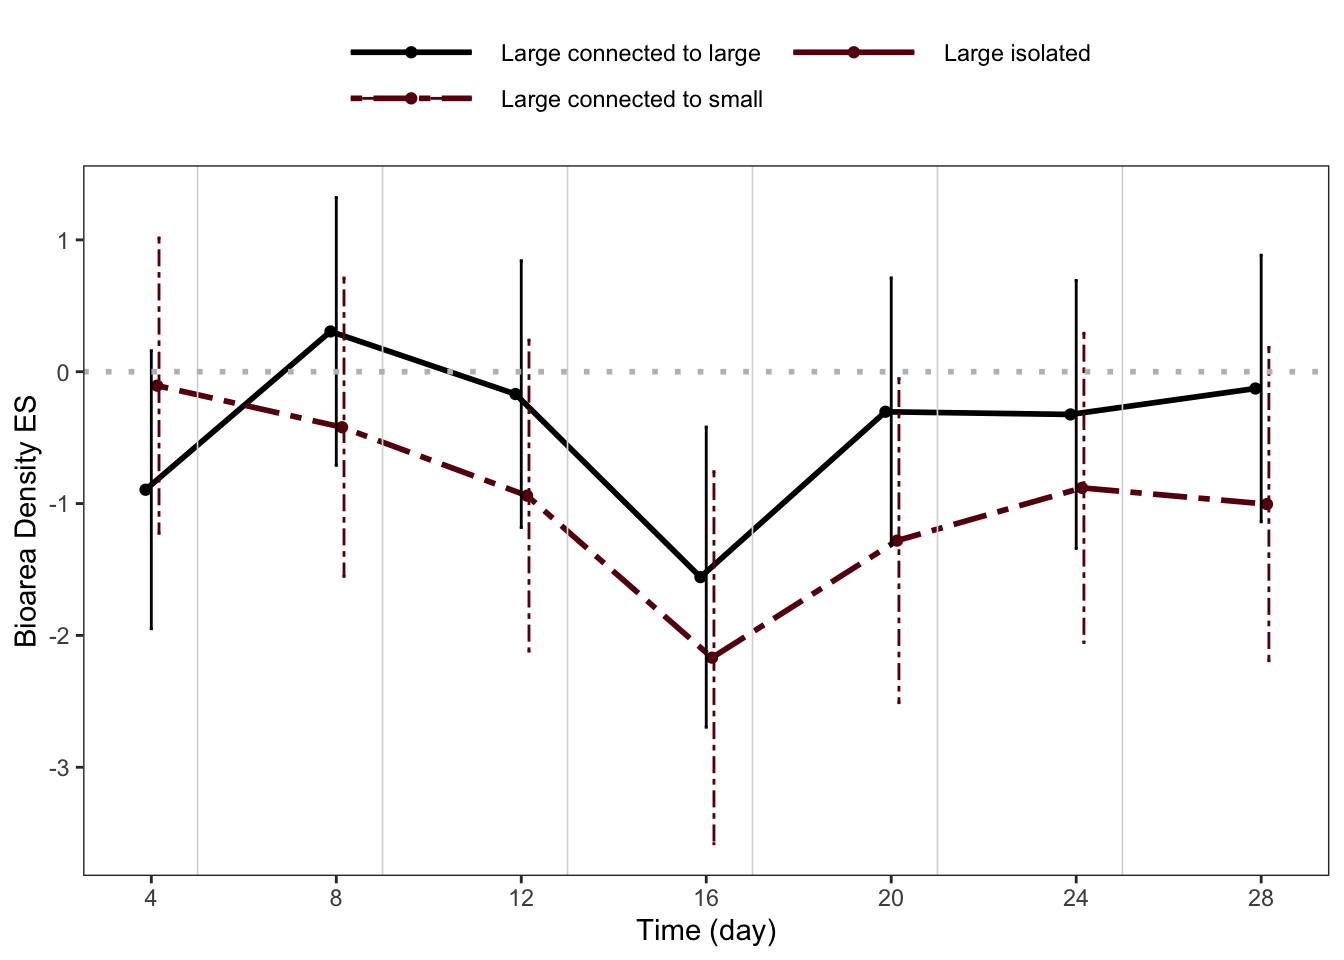 Large connected to large
Large isolated
Large connected to small
Bioarea Density ES
1
0
-1
-2
-3
4 8 12 16 20 24 28
Time (day)